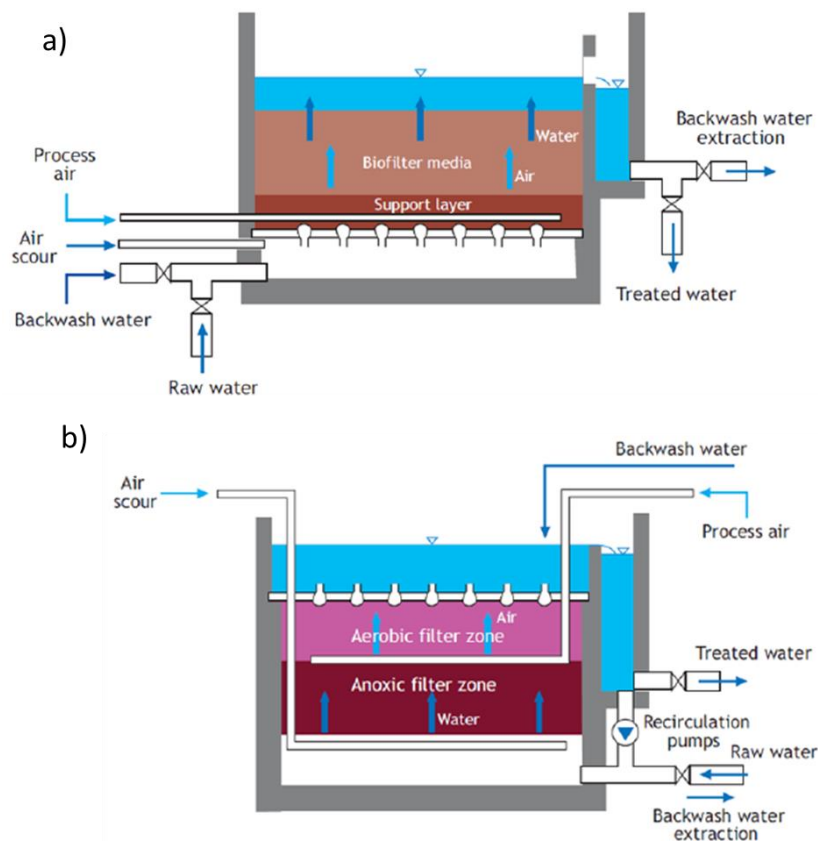 a)
Process
air
Air
scour
Backwash water
Raw water
Water
Biofilter media
Air
Support layer
Backwash water
extraction
Treated water
b)
Air
scour
Backwash water
Process air
Air
Aerobic filter zone
Anoxic filter zone
Water
Treated water
Recirculation
pumps
Raw water
Backwash water
extraction